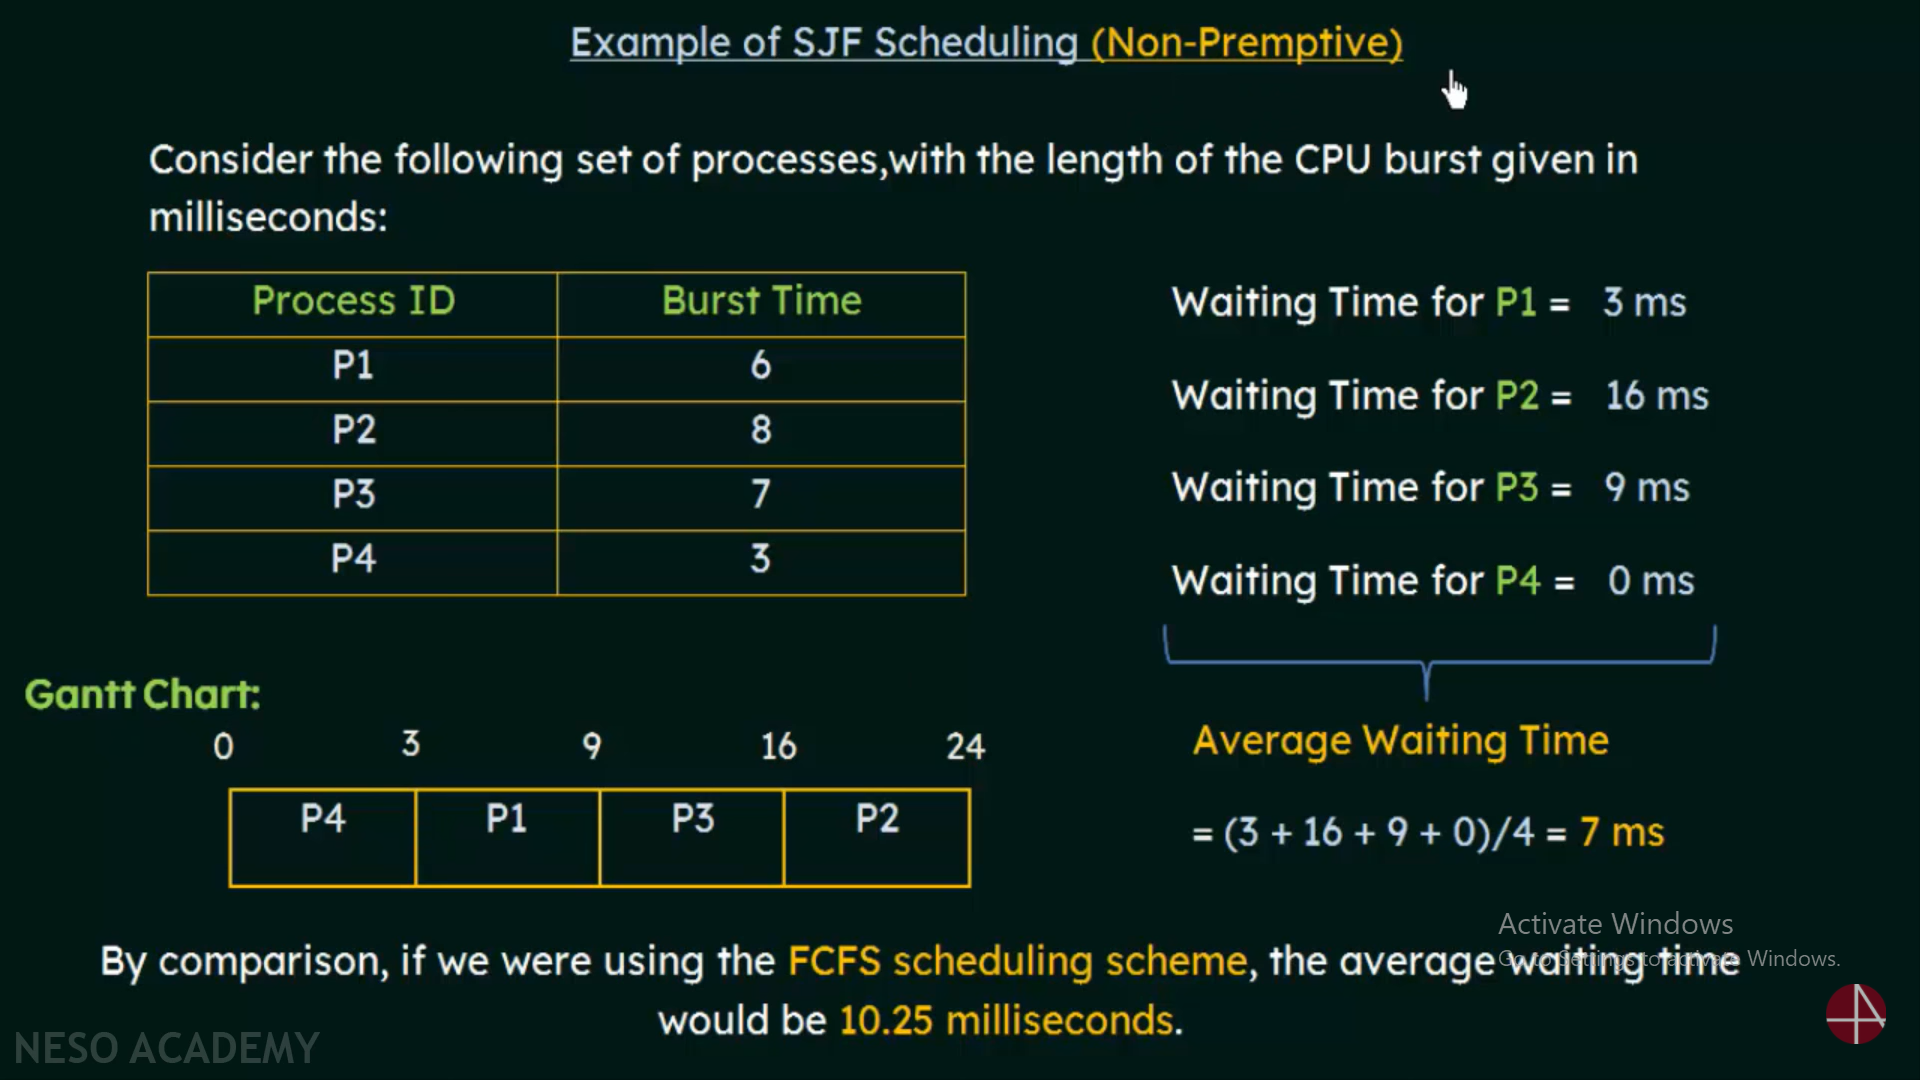 Example of SJF Scheduling (Non-Premptive)
Consider the following set of processes,with the length of the CPU burst given in
milliseconds:
Process ID Burst Time
P1 6
P2 8
P3 7
P4 3
Waiting Time for P1 = 3 ms
Waiting Time for P2 = 16 ms
Waiting Time for P3 = 9 ms
Waiting Time for P4 = 0 ms
Gantt Chart:
0 3 9 16 24
P4 P1 P3 P2
Average Waiting Time
= (3 + 16 + 9 + 0)/4 = 7 ms
Activate Windows
Go to Settings to activate Windows.
By comparison, if we were using the FCFS scheduling scheme, the average waiting time
would be 10.25 milliseconds.
NESO ACADEMY